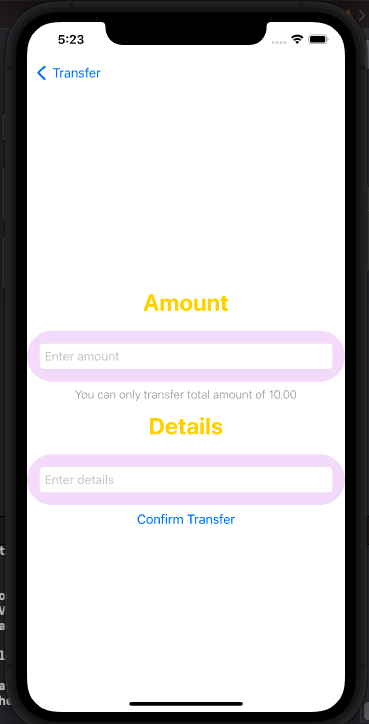 5:23
Transfer
Amount
Enter amount
You can only transfer total amount of 10.00
Details
Enter details
Confirm Transfer